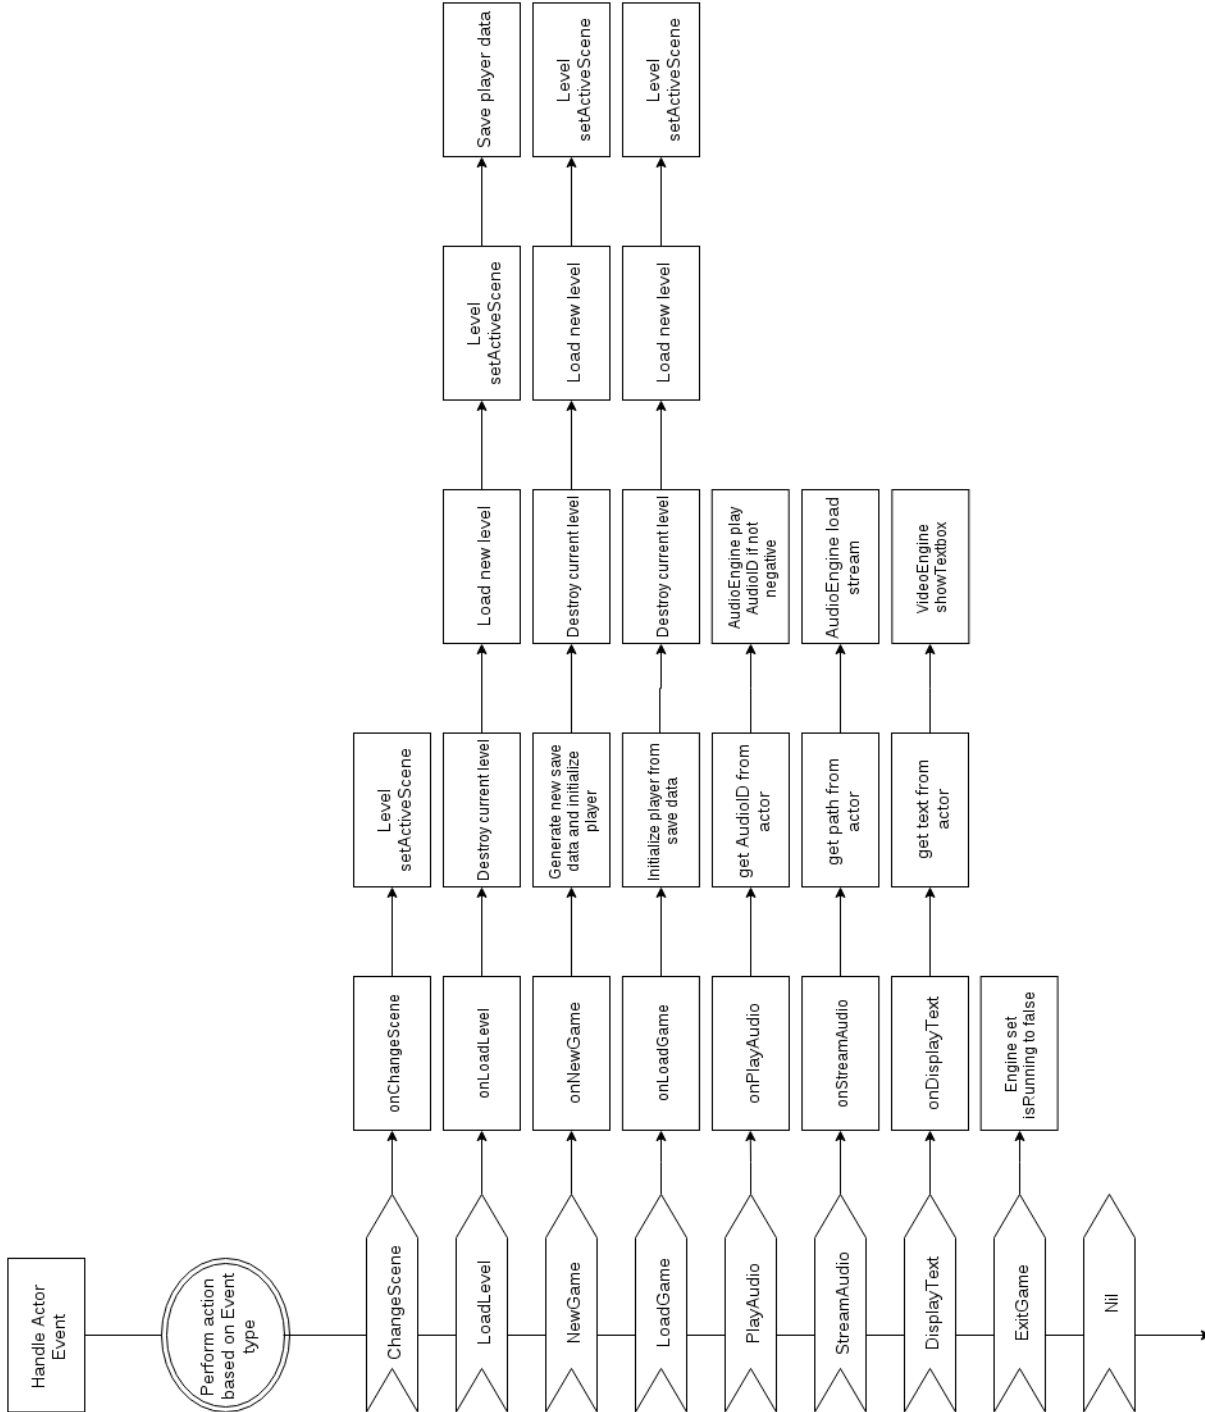 Handle Actor
Event
Perform action
based on Event
type
ChangeScene
onChangeScene
Level
setActiveScene
LoadLevel
onLoadLevel
Destroy current level
Load new level
Level
setActiveScene
Save player data
NewGame
onNewGame
Generate new save
data and initialize
player
Destroy current level
Load new level
Level
setActiveScene
LoadGame
onLoadGame
Initialize player from
save data
Destroy current level
Load new level
Level
setActiveScene
PlayAudio
onPlayAudio
get AudioID from
actor
AudioEngine play
AudioID if not
negative
StreamAudio
onStreamAudio
get path from
actor
AudioEngine load
stream
DisplayText
onDisplayText
get text from
actor
VideoEngine
showTextbox
ExitGame
Engine set
isRunning to false
Nil